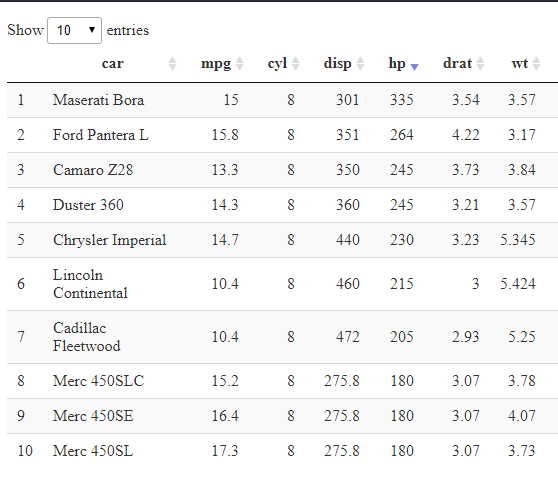 Show 10 entries
car mpg cyl disp hp drat wt
1 Maserati Bora 15 8 301 335 3.54 3.57
2 Ford Pantera L 15.8 8 351 264 4.22 3.17
3 Camaro Z28 13.3 8 350 245 3.73 3.84
4 Duster 360 14.3 8 360 245 3.21 3.57
5 Chrysler Imperial 14.7 8 440 230 3.23 5.345
6 Lincoln Continental 10.4 8 460 215 3 5.424
7 Cadillac Fleetwood 10.4 8 472 205 2.93 5.25
8 Merc 450SLC 15.2 8 275.8 180 3.07 3.78
9 Merc 450SE 16.4 8 275.8 180 3.07 4.07
10 Merc 450SL 17.3 8 275.8 180 3.07 3.73